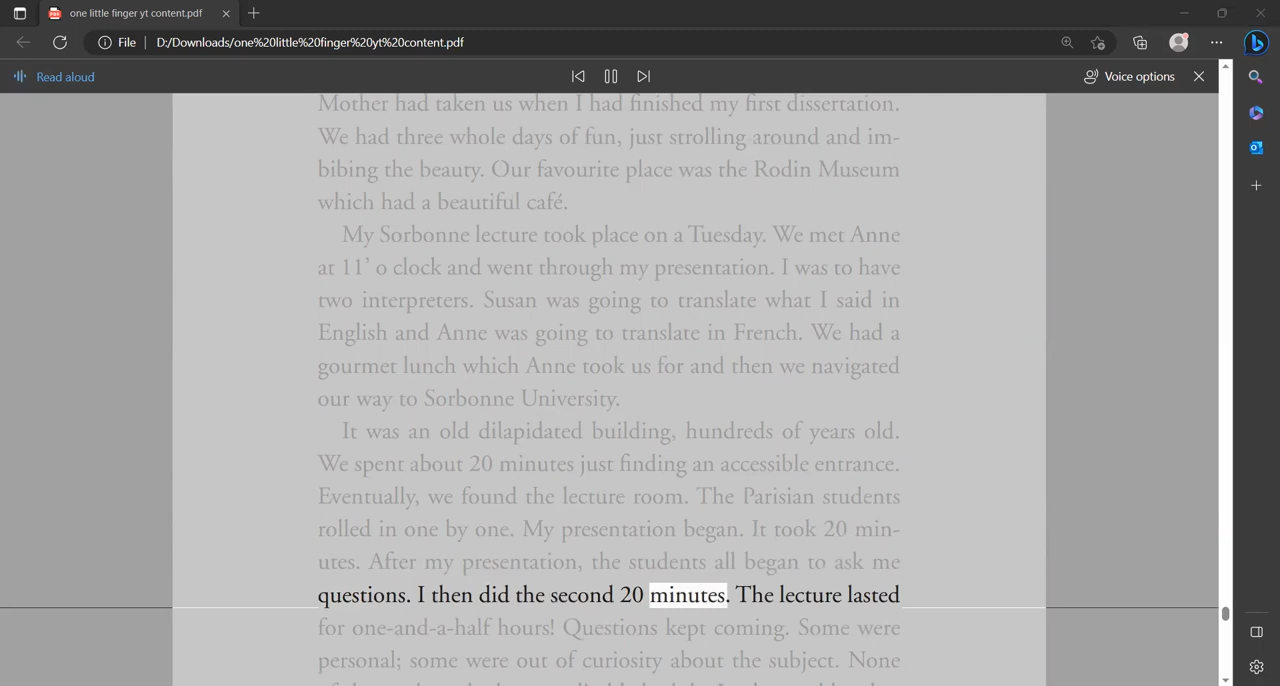 one little finger yt content.pdf
File
D:/Downloads/one%20little%20finger%20yt%20content.pdf
Read aloud
Voice options
Mother had taken us when I had finished my first dissertation.
We had three whole days of fun, just strolling around and im-
bibing the beauty. Our favourite place was the Rodin Museum
which had a beautiful café.
My Sorbonne lecture took place on a Tuesday. We met Anne
at 11’ o clock and went through my presentation. I was to have
two interpreters. Susan was going to translate what I said in
English and Anne was going to translate in French. We had a
gourmet lunch which Anne took us for and then we navigated
our way to Sorbonne University.
It was an old dilapidated building, hundreds of years old.
We spent about 20 minutes just finding an accessible entrance.
Eventually, we found the lecture room. The Parisian students
rolled in one by one. My presentation began. It took 20 min-
utes. After my presentation, the students all began to ask me
questions. I then did the second 20 minutes. The lecture lasted
for one-and-a-half hours! Questions kept coming. Some were
personal; some were out of curiosity about the subject. None